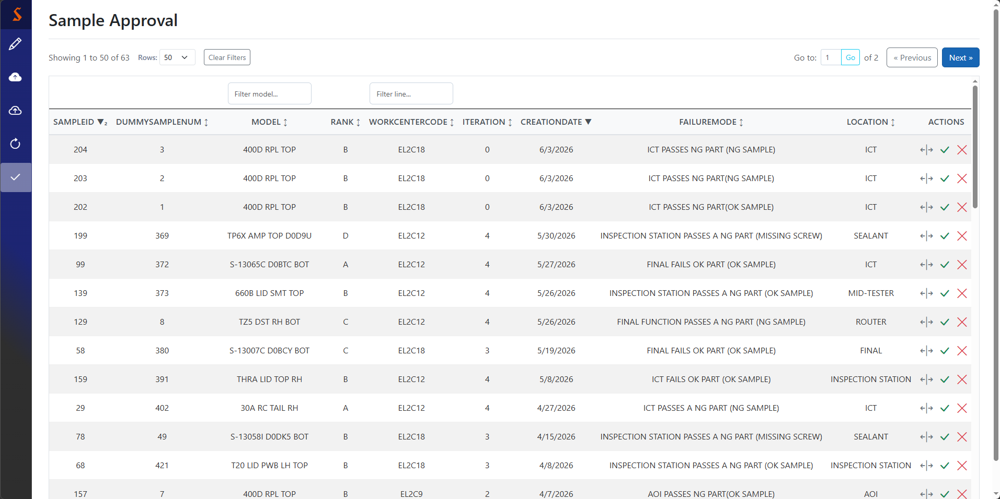 Sample Approval
Showing 1 to 50 of 63 Rows: 50 Clear Filters Go to: 1 Go of 2 « Previous Next »
Filter model... Filter line...
SAMPLEID ▼2 DUMMYSAMPLENUM ↕ MODEL ↕ RANK ↕ WORKCENTERCODE ↕ ITERATION ↕ CREATIONDATE ▼ FAILUREMODE ↕ LOCATION ↕ ACTIONS
204 3 400D RPL TOP B EL2C18 0 6/3/2026 ICT PASSES NG PART (NG SAMPLE) ICT
203 2 400D RPL TOP B EL2C18 0 6/3/2026 ICT PASSES NG PART(NG SAMPLE) ICT
202 1 400D RPL TOP B EL2C18 0 6/3/2026 ICT PASSES NG PART(OK SAMPLE) ICT
199 369 TP6X AMP TOP D0D9U D EL2C12 4 5/30/2026 INSPECTION STATION PASSES A NG PART (MISSING SCREW) SEALANT
99 372 S-13065C D0BTC BOT A EL2C12 4 5/27/2026 FINAL FAILS OK PART (OK SAMPLE) ICT
139 373 660B LID SMT TOP B EL2C12 4 5/26/2026 INSPECTION STATION PASSES A NG PART (OK SAMPLE) MID-TESTER
129 8 TZ5 DST RH BOT C EL2C12 4 5/26/2026 FINAL FUNCTION PASSES A NG PART (NG SAMPLE) ROUTER
58 380 S-13007C D0BCY BOT C EL2C18 3 5/19/2026 FINAL FAILS OK PART (OK SAMPLE) FINAL
159 391 THRA LID TOP RH B EL2C12 4 5/8/2026 ICT FAILS OK PART (OK SAMPLE) INSPECTION STATION
29 402 30A RC TAIL RH A EL2C12 4 4/27/2026 ICT PASSES A NG PART (NG SAMPLE) ICT
78 49 S-13058I D0DK5 BOT B EL2C18 3 4/15/2026 INSPECTION STATION PASSES A NG PART (MISSING SCREW) SEALANT
68 421 T20 LID PWB LH TOP B EL2C18 3 4/8/2026 INSPECTION STATION PASSES A NG PART (OK SAMPLE) INSPECTION STATION
157 7 400D RPL TOP B EL2C9 2 4/7/2026 AOI PASSES NG PART(OK SAMPLE) AOI